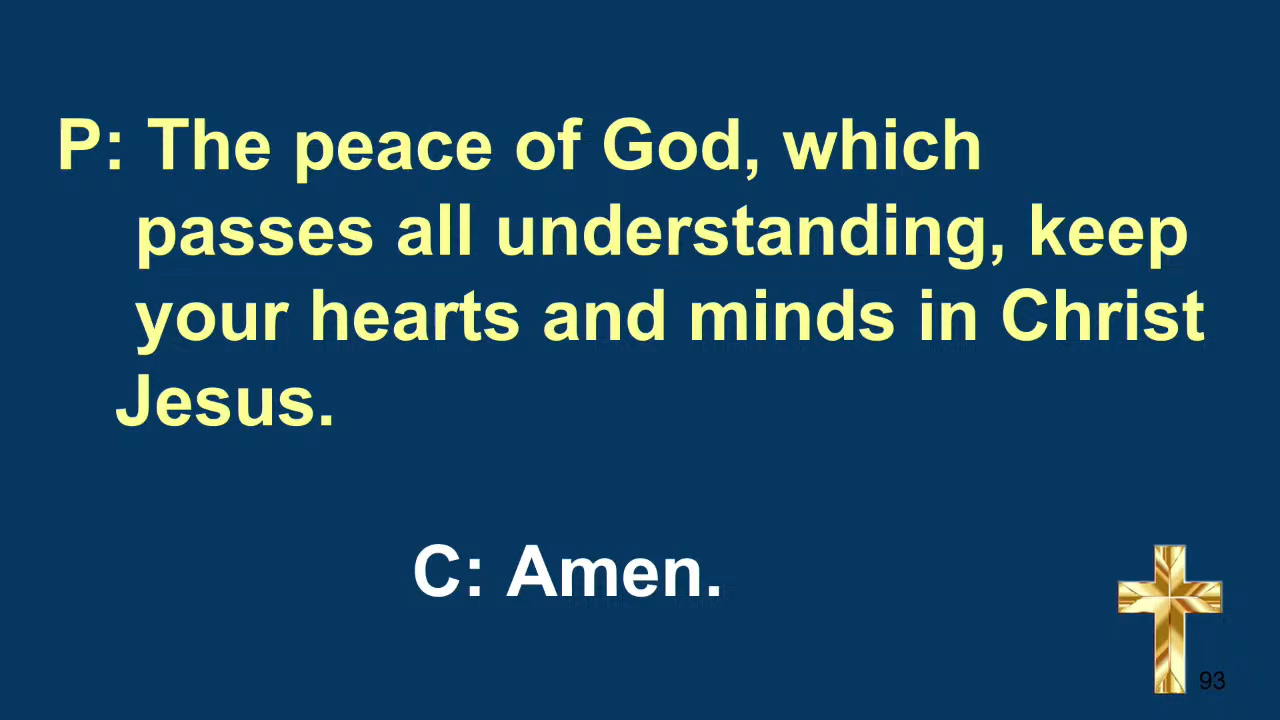 P: The peace of God, which
passes all understanding, keep
your hearts and minds in Christ
Jesus.
C: Amen.
93